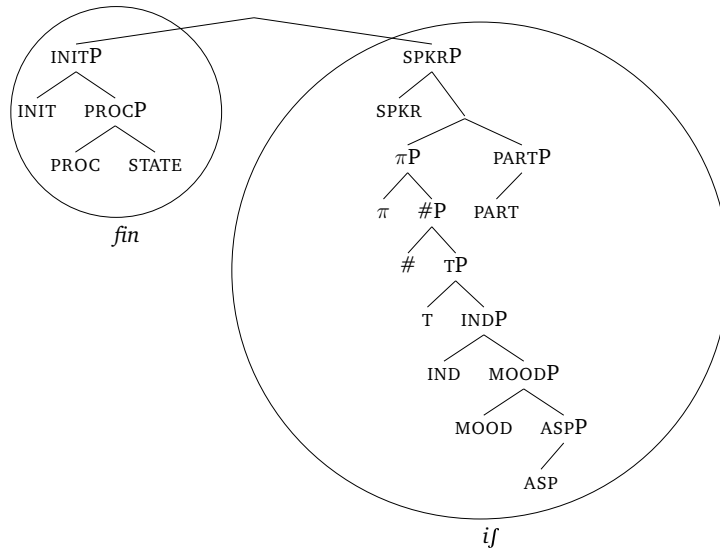 INITP SPKRP
INIT PROCP SPKR
PROC STATE πP PARTP
π #P PART
fin
# TP
T INDP
IND MOODP
MOOD ASPP
ASP
iʃ